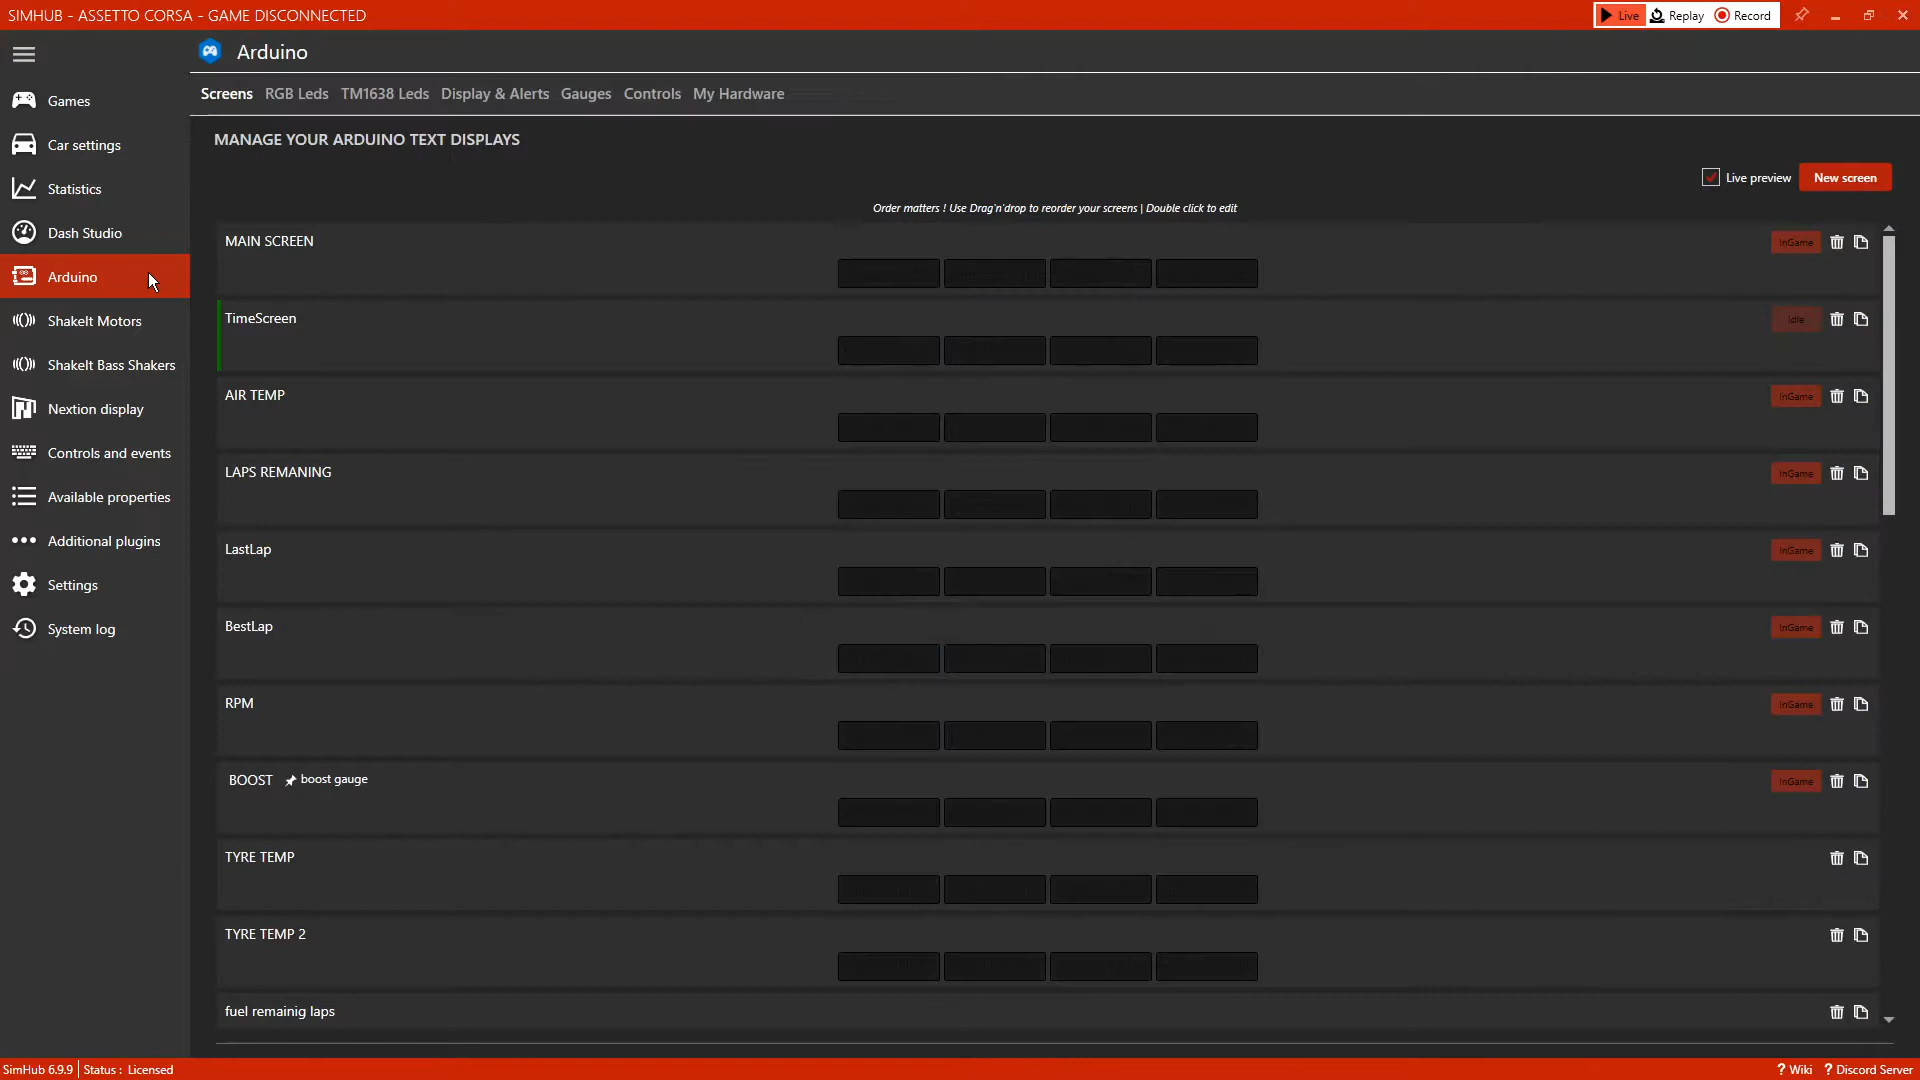 SIMHUB - ASSETTO CORSA - GAME DISCONNECTED
Live Replay Record
Arduino
Games
Car settings
Statistics
Dash Studio
Arduino
ShakeIt Motors
ShakeIt Bass Shakers
Nextion display
Controls and events
Available properties
Additional plugins
Settings
System log
Screens RGB Leds TM1638 Leds Display & Alerts Gauges Controls My Hardware
MANAGE YOUR ARDUINO TEXT DISPLAYS
Live preview New screen
Order matters ! Use Drag'n'drop to reorder your screens | Double click to edit
MAIN SCREEN InGame
TimeScreen Idle
AIR TEMP InGame
LAPS REMANING InGame
LastLap InGame
BestLap InGame
RPM InGame
BOOST boost gauge InGame
TYRE TEMP
TYRE TEMP 2
fuel remainig laps
SimHub 6.9.9 Status : Licensed
? Wiki ? Discord Server